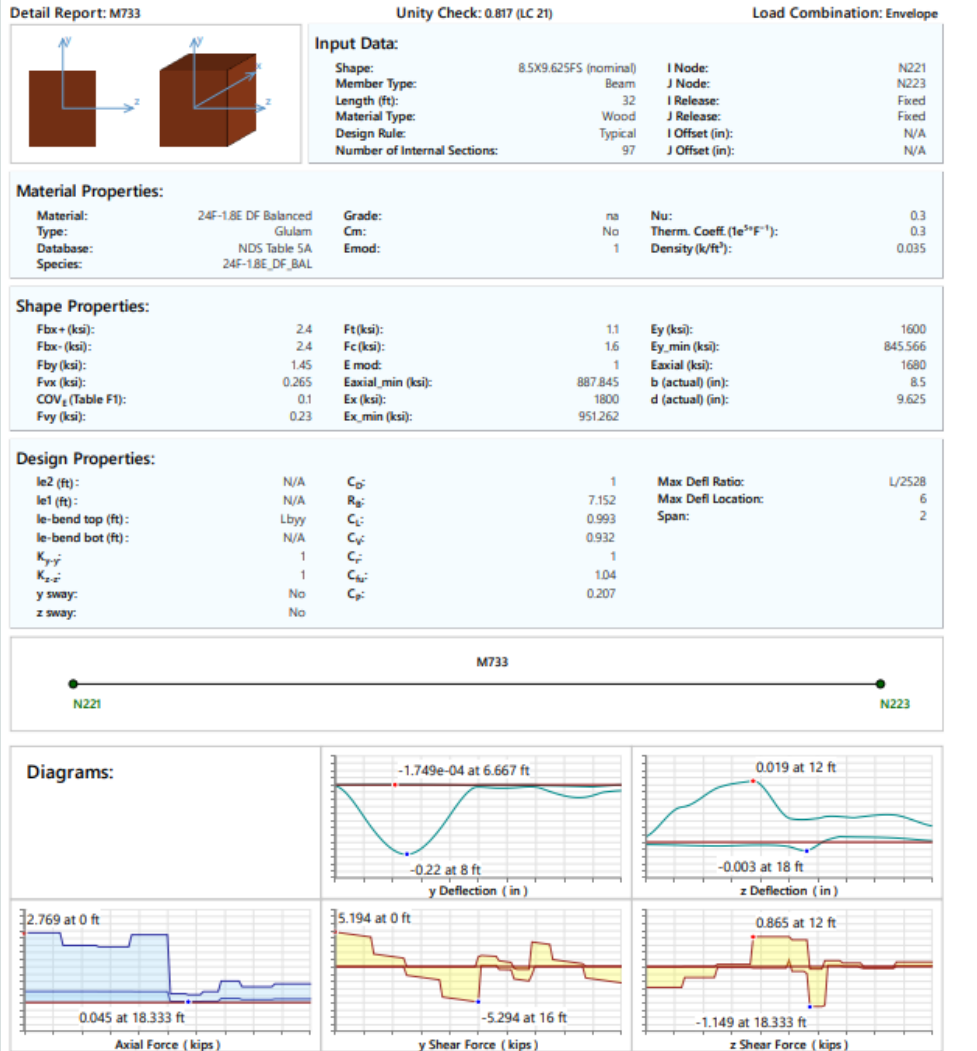 Detail Report: M733 Unity Check: 0.817 (LC 21) Load Combination: Envelope
y y
z x z
Input Data:
Shape: 8.5X9.625FS (nominal) I Node: N221
Member Type: Beam J Node: N223
Length (ft): 32 I Release: Fixed
Material Type: Wood J Release: Fixed
Design Rule: Typical I Offset (in): N/A
Number of Internal Sections: 97 J Offset (in): N/A
Material Properties:
Material: 24F-1.8E DF Balanced Grade: na Nu: 0.3
Type: Glulam Cm: No Therm. Coeff. (1e⁵°F⁻¹): 0.3
Database: NDS Table 5A Emod: 1 Density (k/ft³): 0.035
Species: 24F-1.8E_DF_BAL
Shape Properties:
Fbx+ (ksi): 2.4 Ft (ksi): 1.1 Ey (ksi): 1600
Fbx- (ksi): 2.4 Fc (ksi): 1.6 Ey_min (ksi): 845.566
Fby (ksi): 1.45 E mod: 1 Eaxial (ksi): 1680
Fvx (ksi): 0.265 Eaxial_min (ksi): 887.845 b (actual) (in): 8.5
COV_E (Table F1): 0.1 Ex (ksi): 1800 d (actual) (in): 9.625
Fvy (ksi): 0.23 Ex_min (ksi): 951.262
Design Properties:
le2 (ft): N/A C_D: 1 Max Defl Ratio: L/2528
le1 (ft): N/A R_B: 7.152 Max Defl Location: 6
le-bend top (ft): Lbyy C_L: 0.993 Span: 2
le-bend bot (ft): N/A C_V: 0.932
K_y-y: 1 C_r: 1
K_z-z: 1 C_fu: 1.04
y sway: No C_P: 0.207
z sway: No
M733
N221 N223
Diagrams:
-1.749e-04 at 6.667 ft
-0.22 at 8 ft
y Deflection ( in )
0.019 at 12 ft
-0.003 at 18 ft
z Deflection ( in )
2.769 at 0 ft
0.045 at 18.333 ft
Axial Force ( kips )
5.194 at 0 ft
-5.294 at 16 ft
y Shear Force ( kips )
0.865 at 12 ft
-1.149 at 18.333 ft
z Shear Force ( kips )